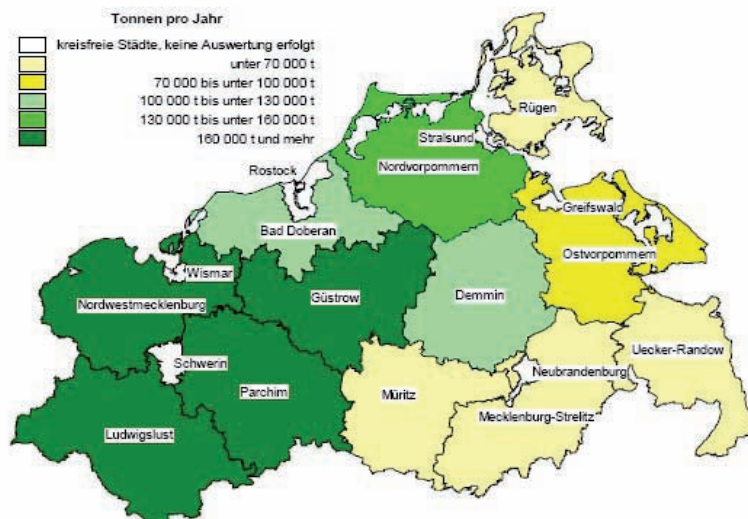 Tonnen pro Jahr
kreisfreie Städte, keine Auswertung erfolgt
unter 70 000 t
70 000 bis unter 100 000 t
100 000 t bis unter 130 000 t
130 000 t bis unter 160 000 t
160 000 t und mehr
Rügen
Stralsund
Nordvorpommern
Rostock
Greifswald
Bad Doberan
Ostvorpommern
Wismar
Nordwestmecklenburg
Güstrow
Demmin
Schwerin
Uecker-Randow
Neubrandenburg
Parchim
Müritz
Mecklenburg-Strelitz
Ludwigslust